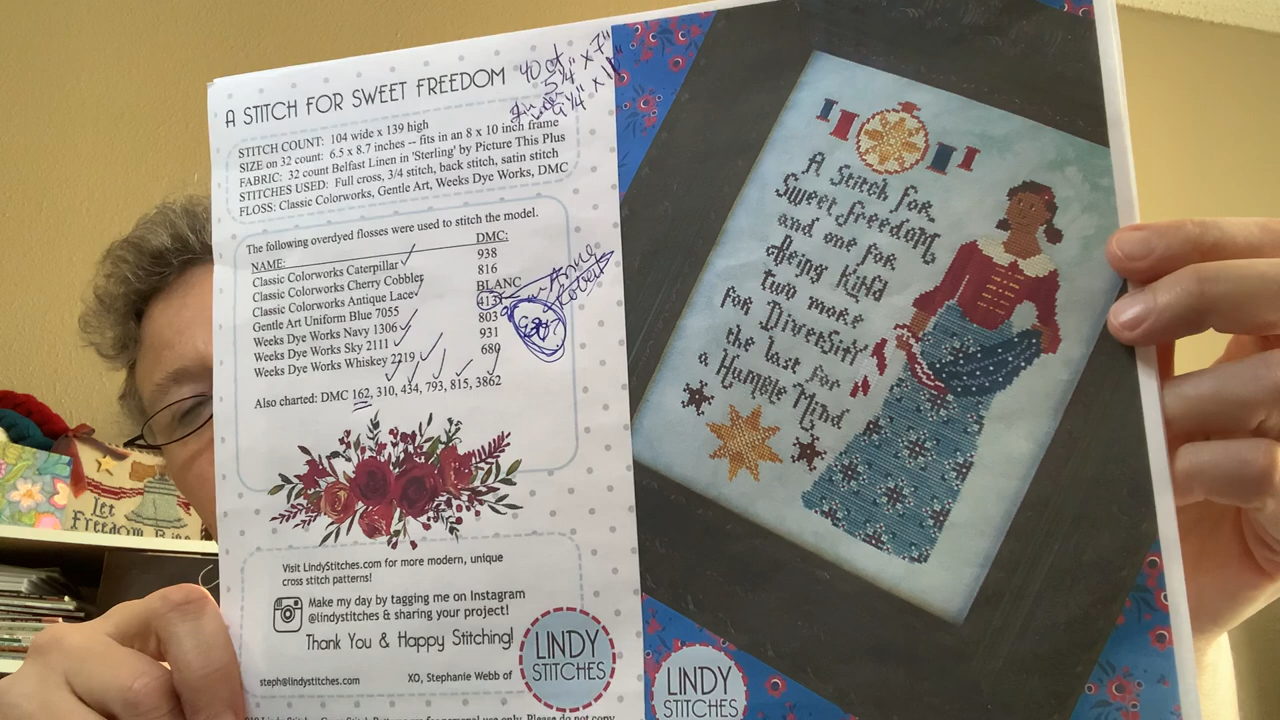 A STITCH FOR SWEET FREEDOM
40 ct
5 1/4" x 7"
9 1/4" x 10"
STITCH COUNT: 104 wide x 139 high
SIZE on 32 count: 6.5 x 8.7 inches -- fits in an 8 x 10 inch frame
FABRIC: 32 count Belfast Linen in 'Sterling' by Picture This Plus
STITCHES USED: Full cross, 3/4 stitch, back stitch, satin stitch
FLOSS: Classic Colorworks, Gentle Art, Weeks Dye Works, DMC
The following overdyed flosses were used to stitch the model.
NAME: DMC:
Classic Colorworks Caterpillar 938
Classic Colorworks Cherry Cobbler 816
Classic Colorworks Antique Lace BLANC
Gentle Art Uniform Blue 7055 413
Weeks Dye Works Navy 1306 803
Weeks Dye Works Sky 2111 931
Weeks Dye Works Whiskey 2219 680
Also charted: DMC 162, 310, 434, 793, 815, 3862
Visit LindyStitches.com for more modern, unique
cross stitch patterns!
Make my day by tagging me on Instagram
@lindystitches & sharing your project!
Thank You & Happy Stitching!
steph@lindystitches.com XO, Stephanie Webb of
LINDY
STITCHES
A Stitch for
Sweet freedom,
and one for
Being Kind
two more
for Diversity
the last for
a Humble Mind
LINDY
STITCHES
Let
Freedom Ring